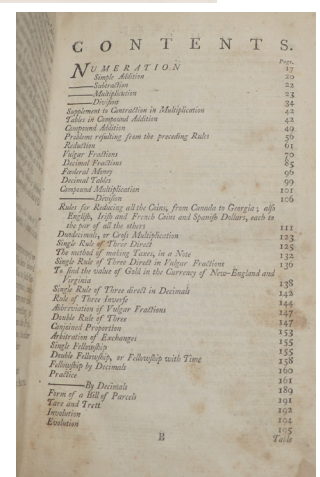 CONTENTS.
Page.
NUMERATION 17
Simple Addition 20
——Subtraction 22
——Multiplication 23
——Division 34
Supplement to Contraction in Multiplication 42
Tables in Compound Addition 42
Compound Addition 49
Problems resulting from the preceding Rules 56
Reduction 61
Vulgar Fractions 70
Decimal Fractions 85
Fœderal Money 96
Decimal Tables 99
Compound Multiplication 101
——Division 106
Rules for Reducing all the Coins, from Canada to Georgia; also
English, Irish and French Coins and Spanish Dollars, each to
the par of all the others 111
Duodecimals, or Cross Multiplication 123
Single Rule of Three Direct 125
The method of making Taxes, in a Note 132
Single Rule of Three Direct in Vulgar Fractions 136
To find the value of Gold in the Currency of New-England and
Virginia 138
Single Rule of Three direct in Decimals 142
Rule of Three Inverse 144
Abbreviation of Vulgar Fractions 147
Double Rule of Three 147
Conjoined Proportion 153
Arbitration of Exchanges 155
Single Fellowship 155
Double Fellowship, or Fellowship with Time 158
Fellowship by Decimals 160
Practice 161
——By Decimals 189
Form of a Bill of Parcels 191
Tare and Trett 192
Involution 194
Evolution 195
B
Table